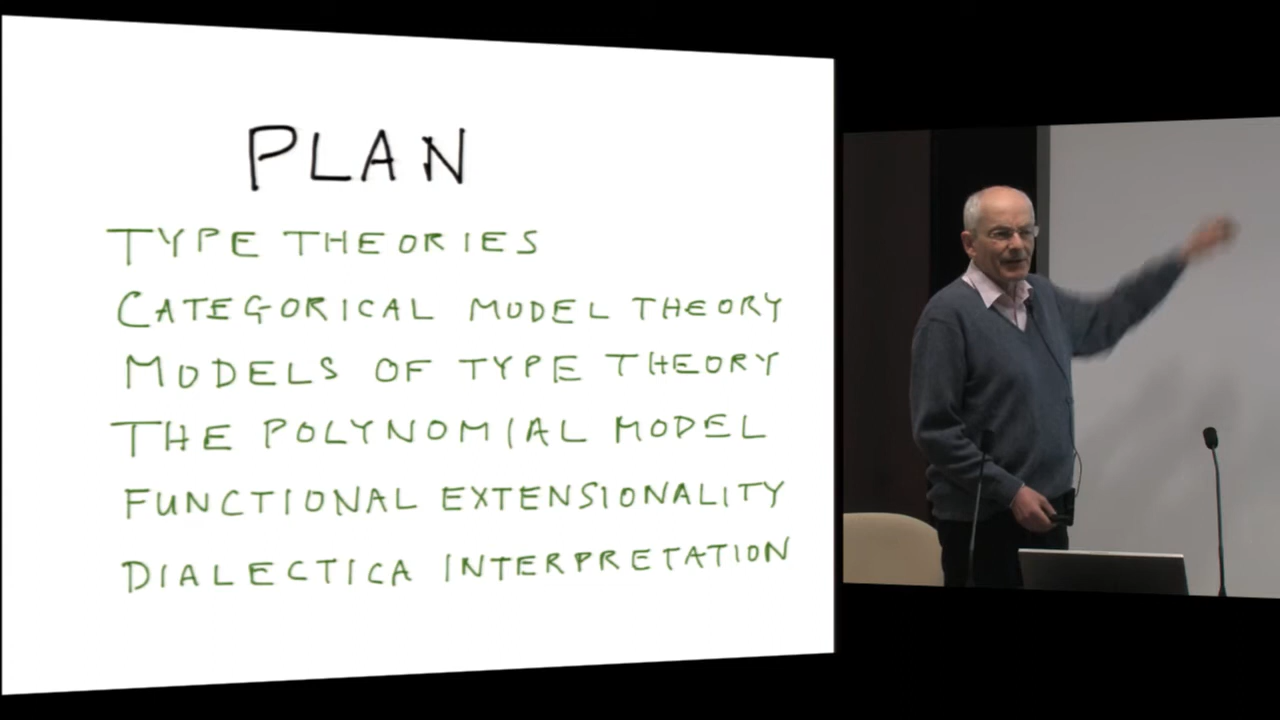 PLAN
TYPE THEORIES
CATEGORICAL MODEL THEORY
MODELS OF TYPE THEORY
THE POLYNOMIAL MODEL
FUNCTIONAL EXTENSIONALITY
DIALECTICA INTERPRETATION